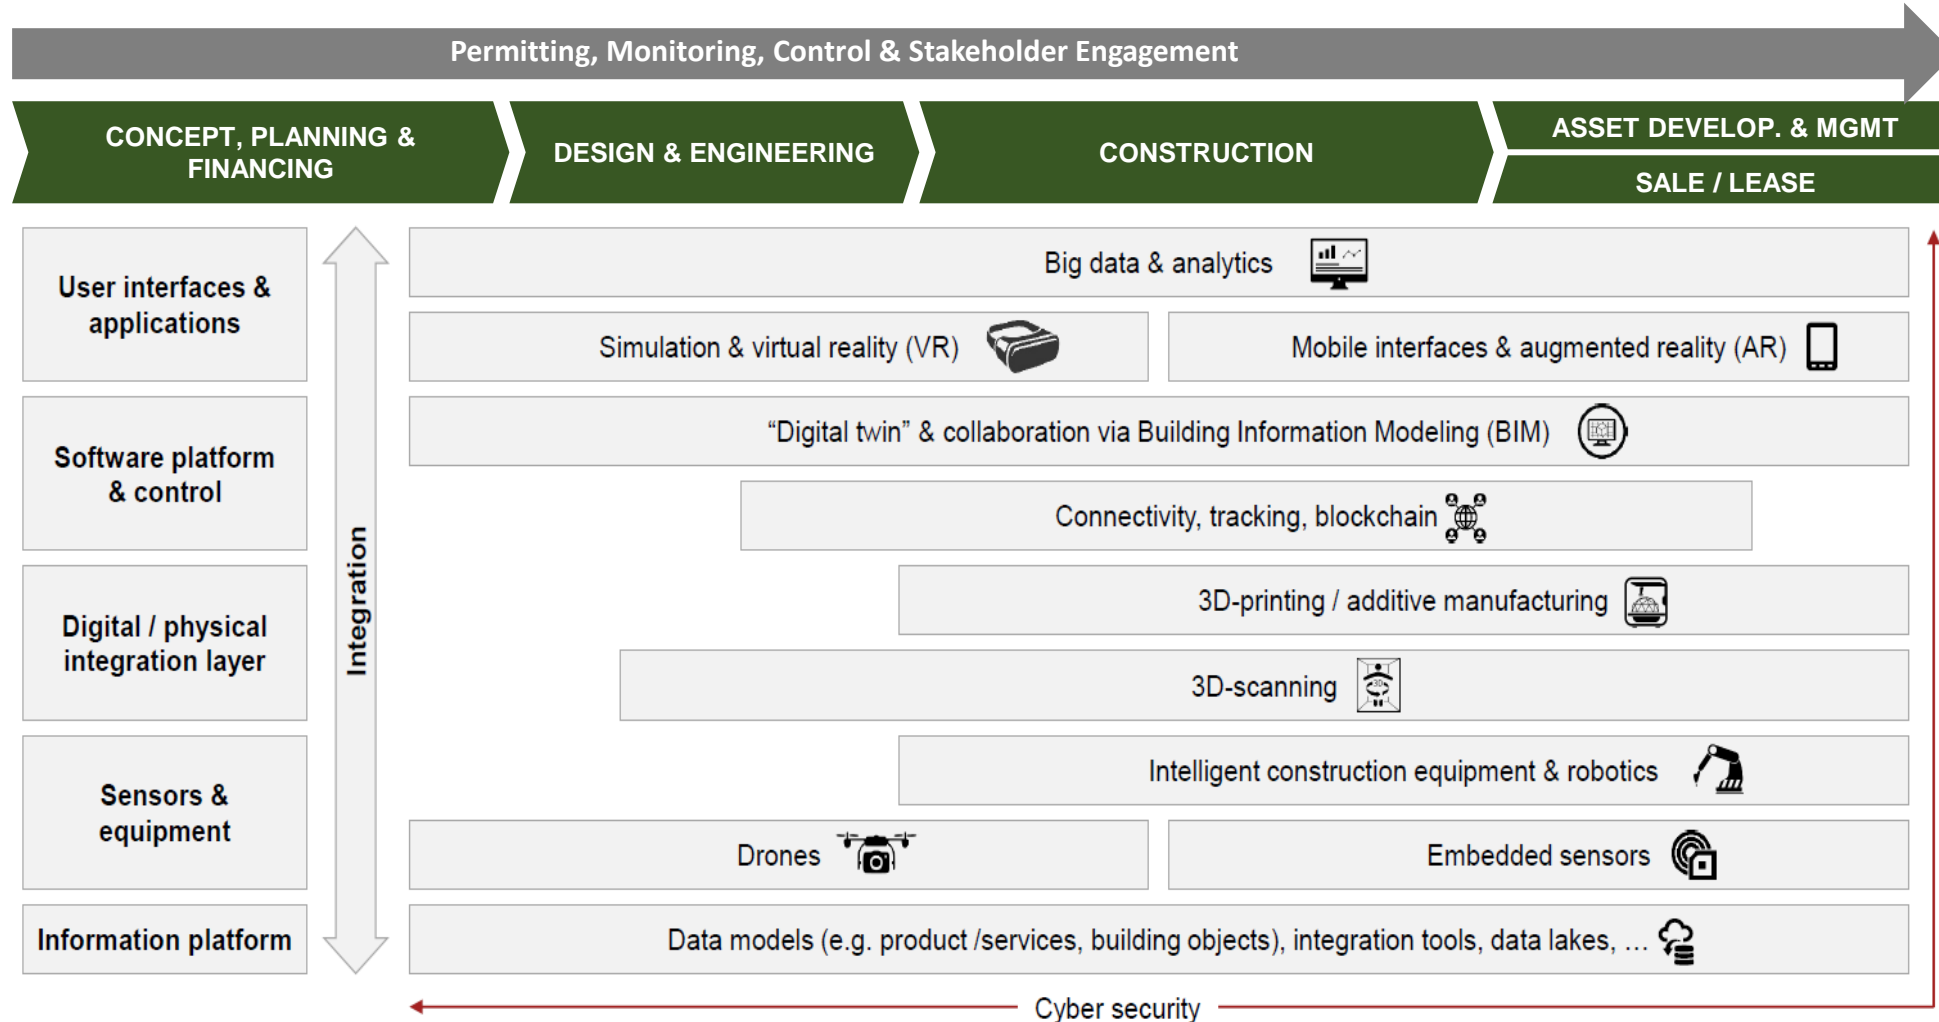 Permitting, Monitoring, Control & Stakeholder Engagement
CONCEPT, PLANNING &
FINANCING
DESIGN & ENGINEERING
CONSTRUCTION
ASSET DEVELOP. & MGMT
SALE / LEASE
User interfaces &
applications
Big data & analytics
Simulation & virtual reality (VR)
Mobile interfaces & augmented reality (AR)
Software platform
& control
“Digital twin” & collaboration via Building Information Modeling (BIM)
Connectivity, tracking, blockchain
Integration
Digital / physical
integration layer
3D-printing / additive manufacturing
3D-scanning
3D
Sensors &
equipment
Intelligent construction equipment & robotics
Drones
Embedded sensors
Information platform
Data models (e.g. product /services, building objects), integration tools, data lakes, …
Cyber security